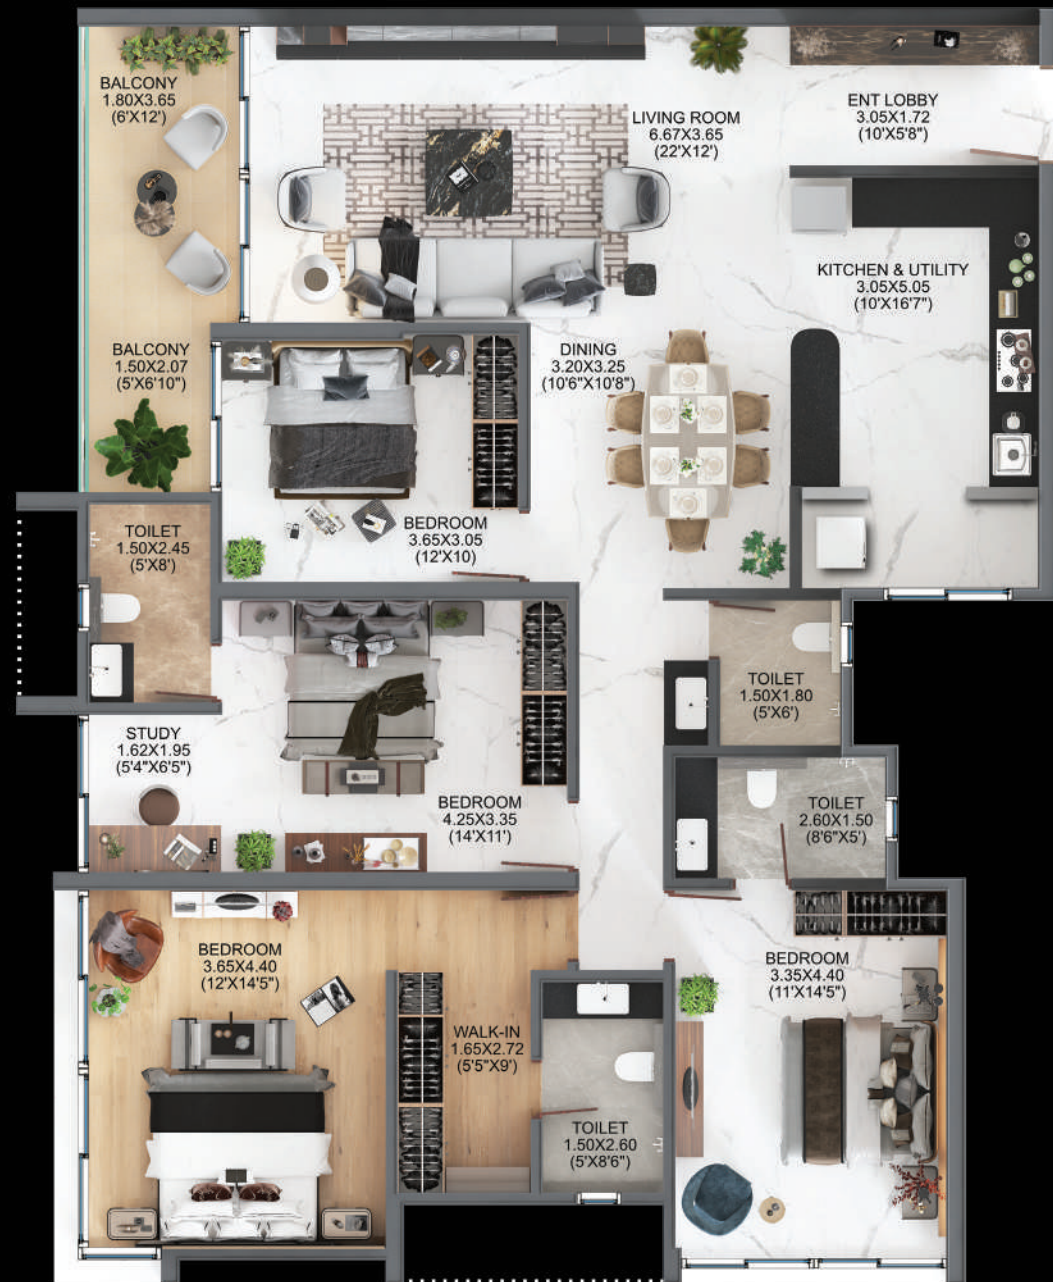 BALCONY
1.80X3.65
(6'X12')
LIVING ROOM
6.67X3.65
(22'X12')
ENT LOBBY
3.05X1.72
(10'X5'8")
KITCHEN & UTILITY
3.05X5.05
(10'X16'7")
BALCONY
1.50X2.07
(5'X6'10")
DINING
3.20X3.25
(10'6"X10'8")
TOILET
1.50X2.45
(5'X8')
BEDROOM
3.65X3.05
(12'X10)
TOILET
1.50X1.80
(5'X6')
STUDY
1.62X1.95
(5'4"X6'5")
BEDROOM
4.25X3.35
(14'X11')
TOILET
2.60X1.50
(8'6"X5')
BEDROOM
3.65X4.40
(12'X14'5")
BEDROOM
3.35X4.40
(11'X14'5")
WALK-IN
1.65X2.72
(5'5"X9')
TOILET
1.50X2.60
(5'X8'6")